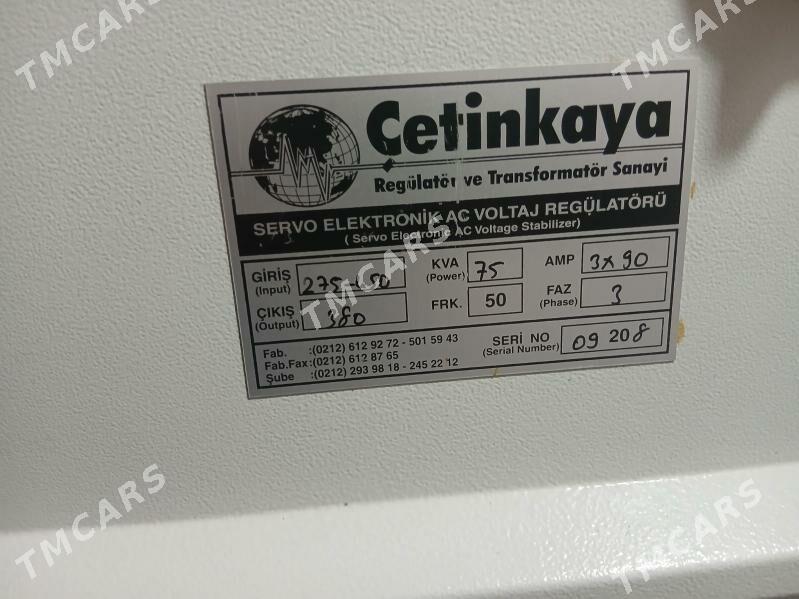 TMCARS TMCARS
Çetinkaya
Regülatör ve Transformatör Sanayi
SERVO ELEKTRONİK AC VOLTAJ REGÜLATÖRÜ
( Servo Electronic AC Voltage Stabilizer)
GİRİŞ (Input) KVA (Power) 75 AMP 3x90
ÇIKIŞ (Output) 380 FRK. 50 FAZ (Phase) 3
Fab. :(0212) 612 92 72 - 501 59 43
Fab.Fax:(0212) 612 87 65
Şube :(0212) 293 98 18 - 245 22 12
SERİ NO (Serial Number) 09 208
TMCARS
TMCARS TMCARS
TMCARS TMCARS